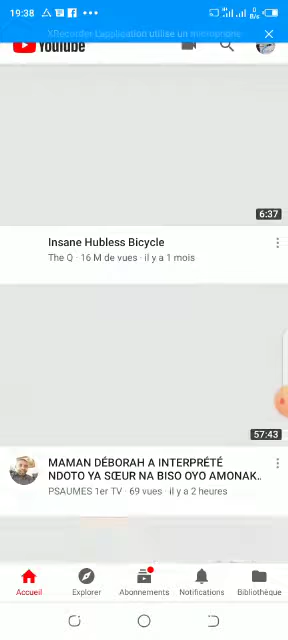 19:38
0 B/s
XRecorder L'application utilise un microphone
YouTube
6:37
Insane Hubless Bicycle
The Q · 16 M de vues · il y a 1 mois
57:43
MAMAN DÉBORAH A INTERPRÉTÉ
NDOTO YA SŒUR NA BISO OYO AMONAK..
PSAUMES 1er TV · 69 vues · il y a 2 heures
Accueil
Explorer
Abonnements
Notifications
Bibliothèque